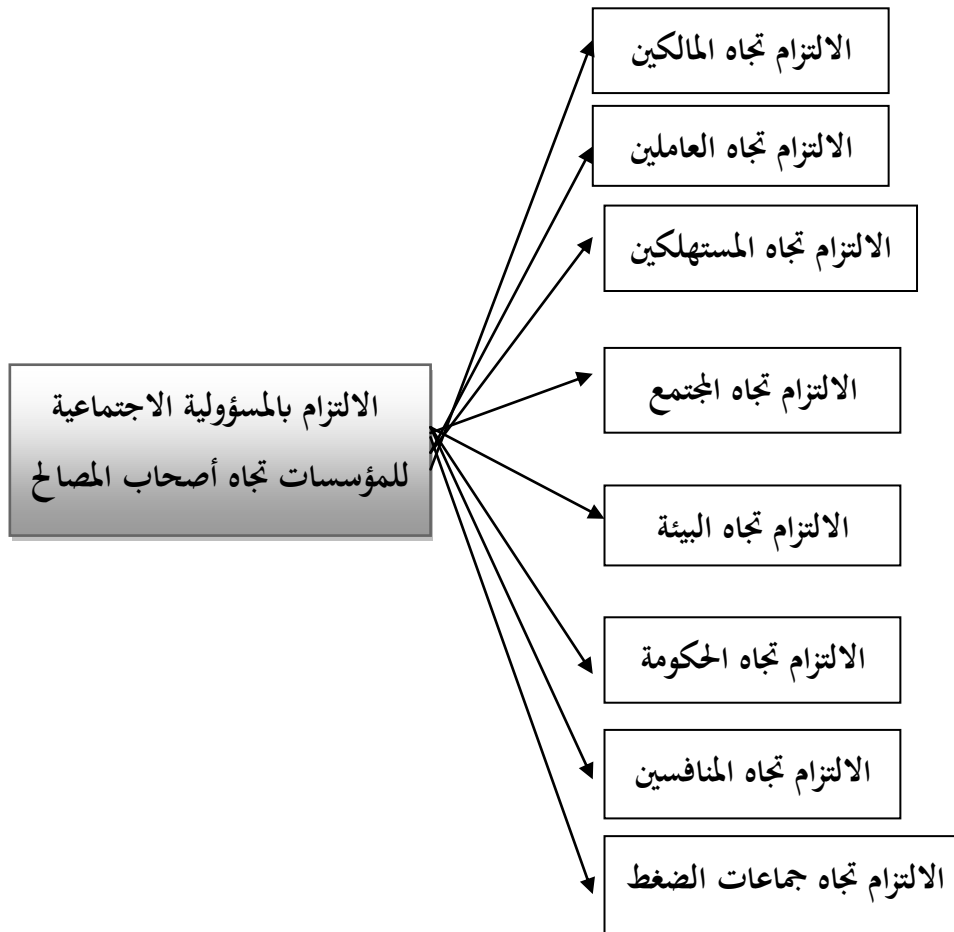 الالتزام تجاه المالكين
الالتزام تجاه العاملين
الالتزام تجاه المستهلكين
الالتزام بالمسؤولية الاجتماعية
للمؤسسات تجاه أصحاب المصالح
الالتزام تجاه المجتمع
الالتزام تجاه البيئة
الالتزام تجاه الحكومة
الالتزام تجاه المنافسين
الالتزام تجاه جماعات الضغط